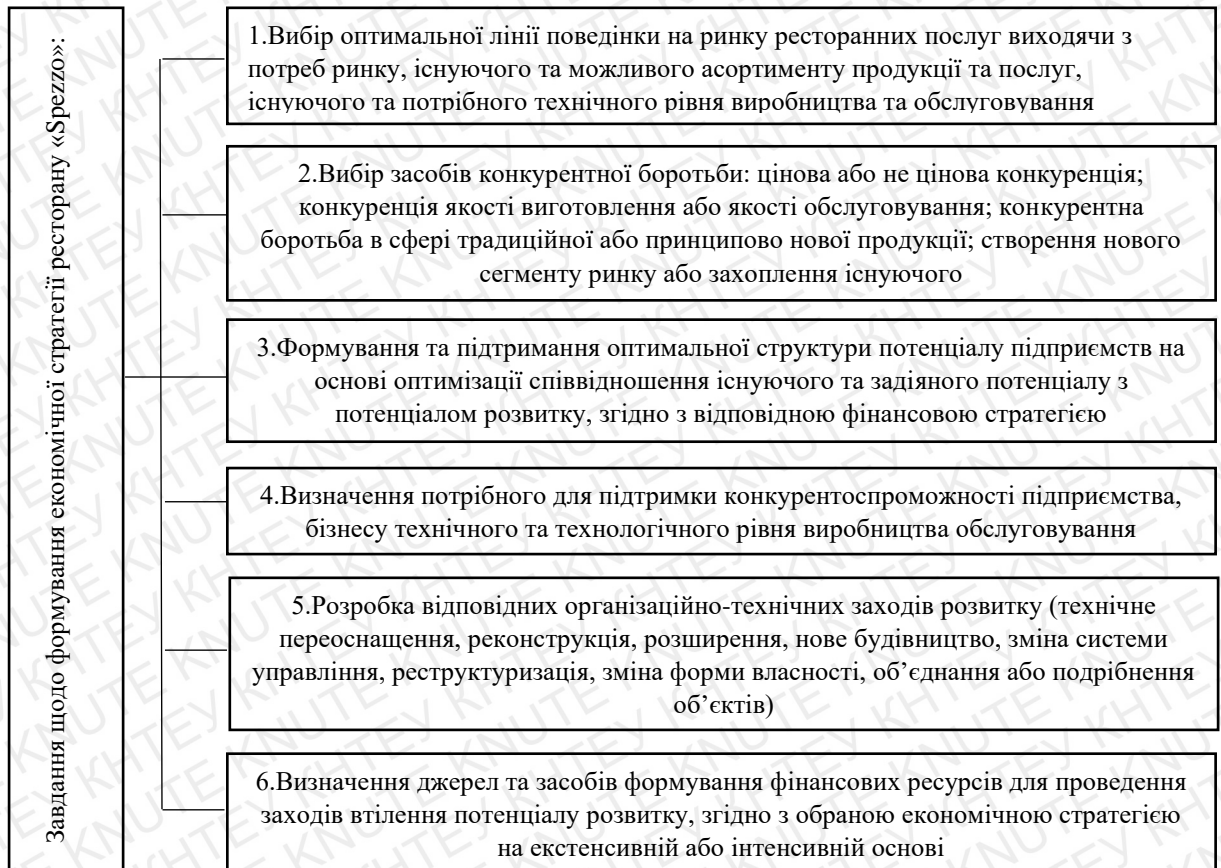 Завдання щодо формування економічної стратегії ресторану «Spezzo»:
1.Вибір оптимальної лінії поведінки на ринку ресторанних послуг виходячи з
потреб ринку, існуючого та можливого асортименту продукції та послуг,
існуючого та потрібного технічного рівня виробництва та обслуговування
2.Вибір засобів конкурентної боротьби: цінова або не цінова конкуренція;
конкуренція якості виготовлення або якості обслуговування; конкурентна
боротьба в сфері традиційної або принципово нової продукції; створення нового
сегменту ринку або захоплення існуючого
3.Формування та підтримання оптимальної структури потенціалу підприємств на
основі оптимізації співвідношення існуючого та задіяного потенціалу з
потенціалом розвитку, згідно з відповідною фінансовою стратегією
4.Визначення потрібного для підтримки конкурентоспроможності підприємства,
бізнесу технічного та технологічного рівня виробництва обслуговування
5.Розробка відповідних організаційно-технічних заходів розвитку (технічне
переоснащення, реконструкція, розширення, нове будівництво, зміна системи
управління, реструктуризація, зміна форми власності, об’єднання або подрібнення
об’єктів)
6.Визначення джерел та засобів формування фінансових ресурсів для проведення
заходів втілення потенціалу розвитку, згідно з обраною економічною стратегією
на екстенсивній або інтенсивній основі